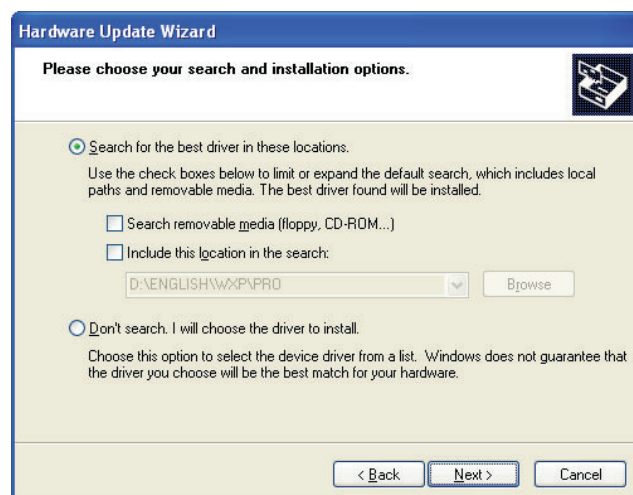 Hardware Update Wizard
Please choose your search and installation options.
Search for the best driver in these locations.
Use the check boxes below to limit or expand the default search, which includes local
paths and removable media. The best driver found will be installed.
Search removable media (floppy, CD-ROM...)
Include this location in the search:
D:\ENGLISH\WXP\PRO
Browse
Don't search. I will choose the driver to install.
Choose this option to select the device driver from a list. Windows does not guarantee that
the driver you choose will be the best match for your hardware.
< Back
Next >
Cancel